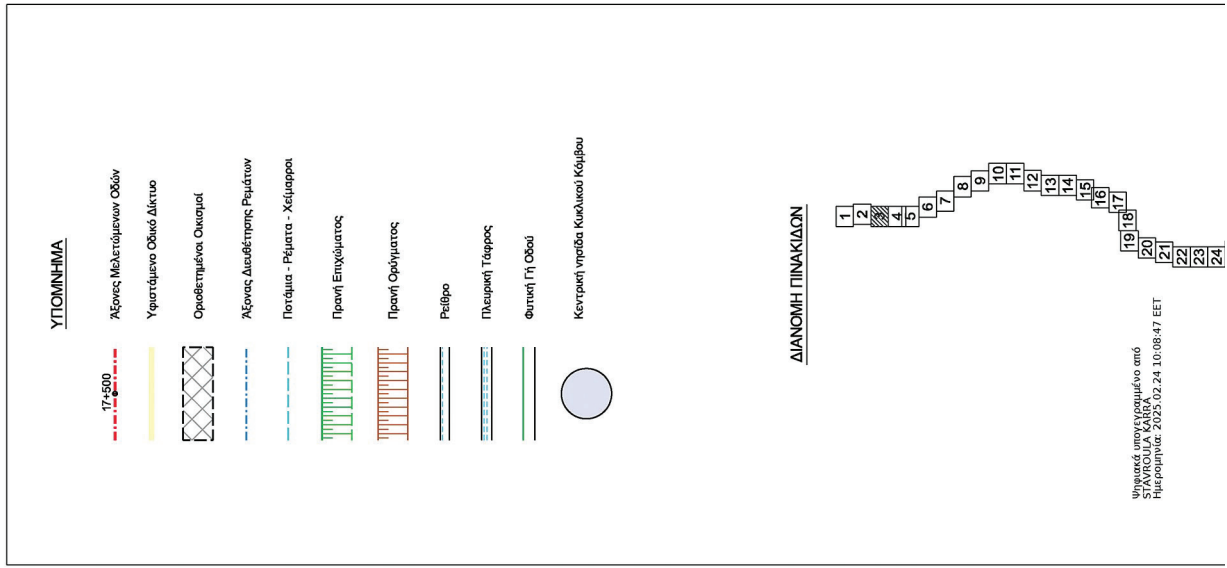 ΥΠΟΜΝΗΜΑ
17+500
Άξονες Μελετώμενων Οδών
Υφιστάμενο Οδικό Δίκτυο
Οριοθετημένοι Οικισμοί
Άξονας Διευθέτησης Ρεμάτων
Ποτάμια - Ρέματα - Χείμαρροι
Πρανή Επιχώματος
Πρανή Ορύγματος
Ρείθρο
Πλευρική Τάφρος
Φυτική Γή Οδού
Κεντρική νησίδα Κυκλικού Κόμβου
ΔΙΑΝΟΜΗ ΠΙΝΑΚΙΔΩΝ
1
2
3
4
5
6
7
8
9
10
11
12
13
14
15
16
17
18
19
20
21
22
23
24
Ψηφιακά υπογεγραμμένο από
STAVROULA KARRA
Ημερομηνία: 2025.02.24 10:08:47 EET